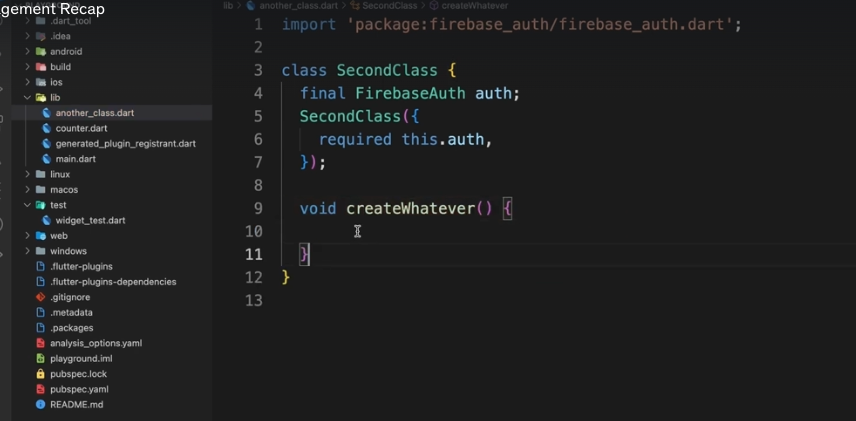 gement Recap
.dart_tool
.idea
android
build
ios
lib
another_class.dart
counter.dart
generated_plugin_registrant.dart
main.dart
linux
macos
test
widget_test.dart
web
windows
.flutter-plugins
.flutter-plugins-dependencies
.gitignore
.metadata
.packages
analysis_options.yaml
playground.iml
pubspec.lock
pubspec.yaml
README.md
lib > another_class.dart > SecondClass > createWhatever
1 import 'package:firebase_auth/firebase_auth.dart';
2
3 class SecondClass {
4 final FirebaseAuth auth;
5 SecondClass({
6 required this.auth,
7 });
8
9 void createWhatever() {
10
11 }
12 }
13